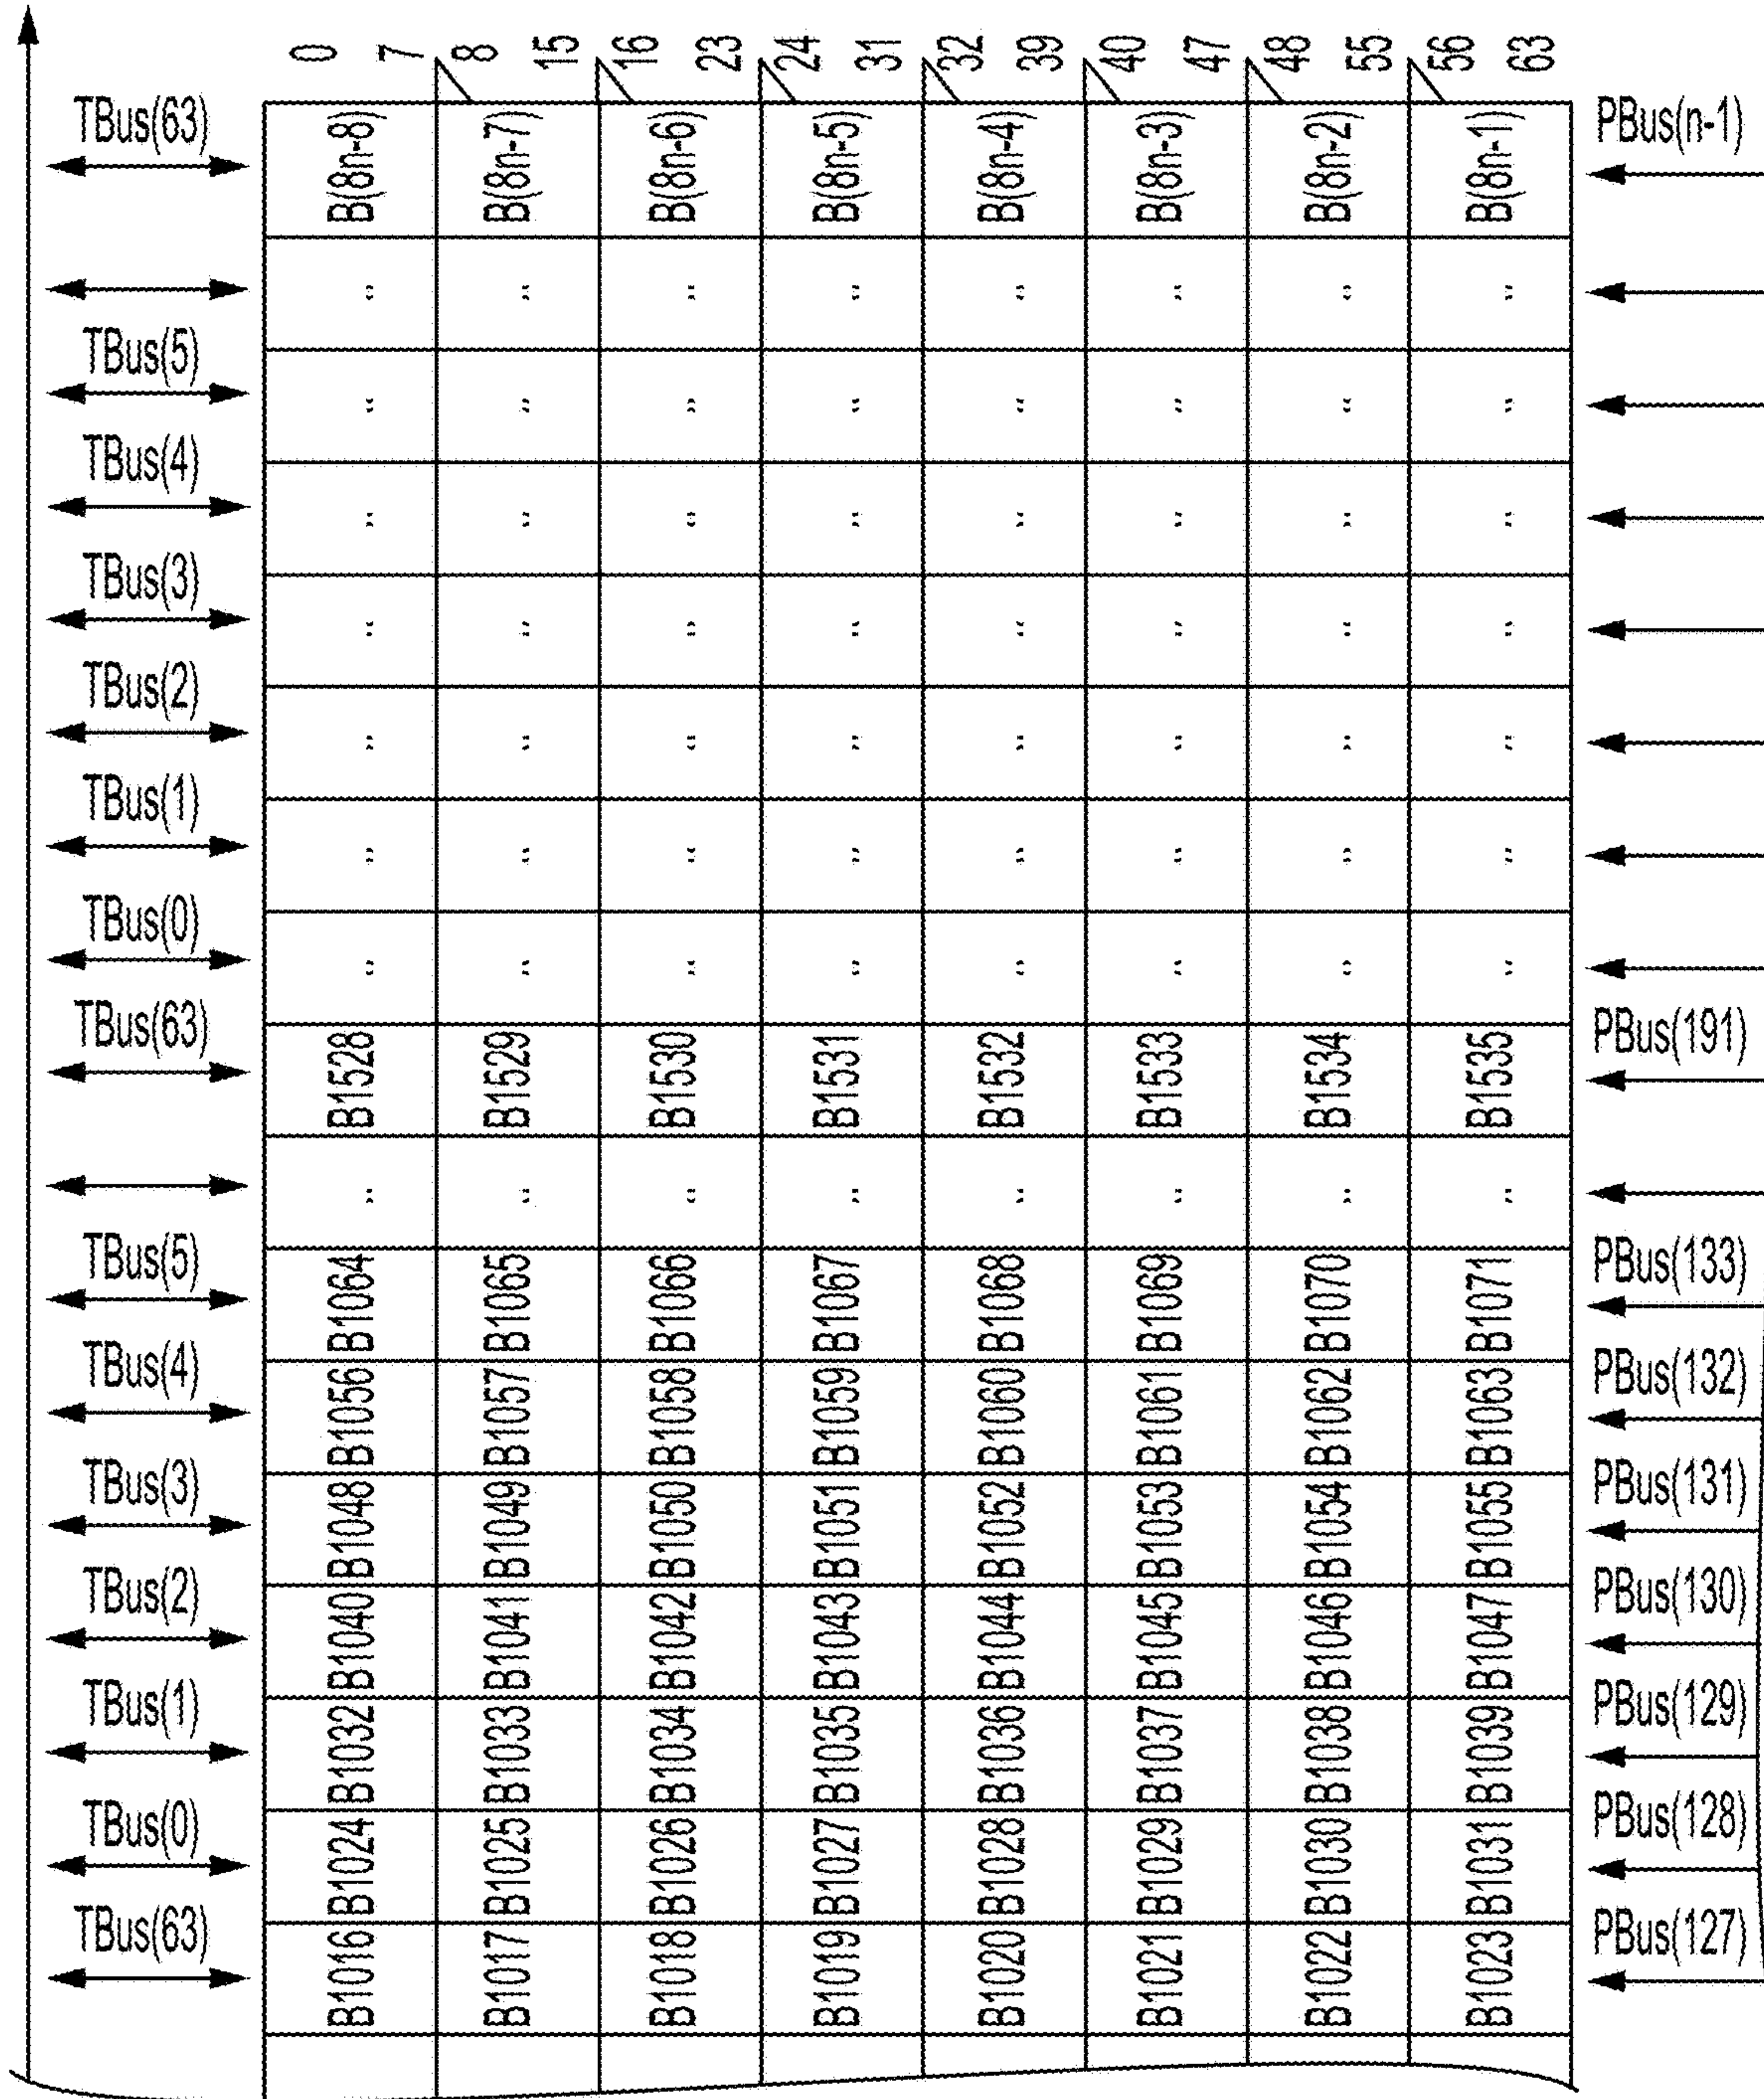 0 7 8 15 16 23 24 31 32 39 40 47 48 55 56 63
TBus(63) B(8n-8) B(8n-7) B(8n-6) B(8n-5) B(8n-4) B(8n-3) B(8n-2) B(8n-1) PBus(n-1)
" " " " " " " "
TBus(5) " " " " " " " "
TBus(4) " " " " " " " "
TBus(3) " " " " " " " "
TBus(2) " " " " " " " "
TBus(1) " " " " " " " "
TBus(0) " " " " " " " "
TBus(63) B1528 B1529 B1530 B1531 B1532 B1533 B1534 B1535 PBus(191)
" " " " " " " "
TBus(5) B1064 B1065 B1066 B1067 B1068 B1069 B1070 B1071 PBus(133)
TBus(4) B1056 B1057 B1058 B1059 B1060 B1061 B1062 B1063 PBus(132)
TBus(3) B1048 B1049 B1050 B1051 B1052 B1053 B1054 B1055 PBus(131)
TBus(2) B1040 B1041 B1042 B1043 B1044 B1045 B1046 B1047 PBus(130)
TBus(1) B1032 B1033 B1034 B1035 B1036 B1037 B1038 B1039 PBus(129)
TBus(0) B1024 B1025 B1026 B1027 B1028 B1029 B1030 B1031 PBus(128)
TBus(63) B1016 B1017 B1018 B1019 B1020 B1021 B1022 B1023 PBus(127)